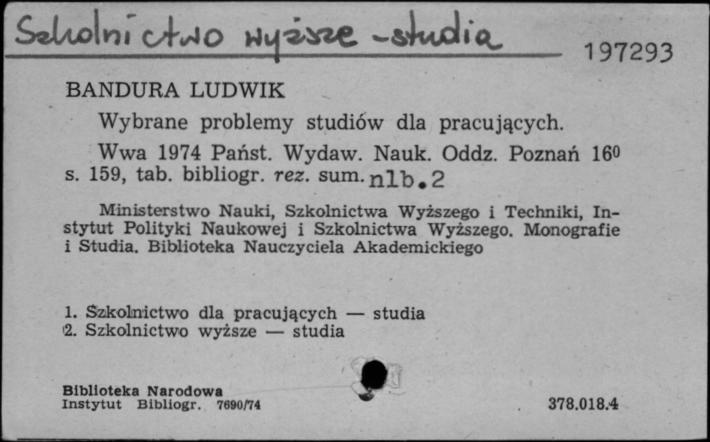 Szkolnictwo wyższe - studia
197293
BANDURA LUDWIK
Wybrane problemy studiów dla pracujących.
Wwa 1974 Państ. Wydaw. Nauk. Oddz. Poznań 16⁰
s. 159, tab. bibliogr. rez. sum. nlb.2
Ministerstwo Nauki, Szkolnictwa Wyższego i Techniki, In-
stytut Polityki Naukowej i Szkolnictwa Wyższego. Monografie
i Studia. Biblioteka Nauczyciela Akademickiego
1. Szkolnictwo dla pracujących — studia
2. Szkolnictwo wyższe — studia
Biblioteka Narodowa
Instytut Bibliogr. 7690/74
378.018.4